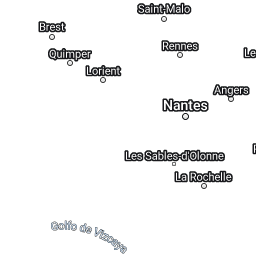 Saint-Malo
Brest
Rennes
Quimper
Le
Lorient
Angers
Nantes
Les Sables-d'Olonne
La Rochelle
Golfo de Vizcaya